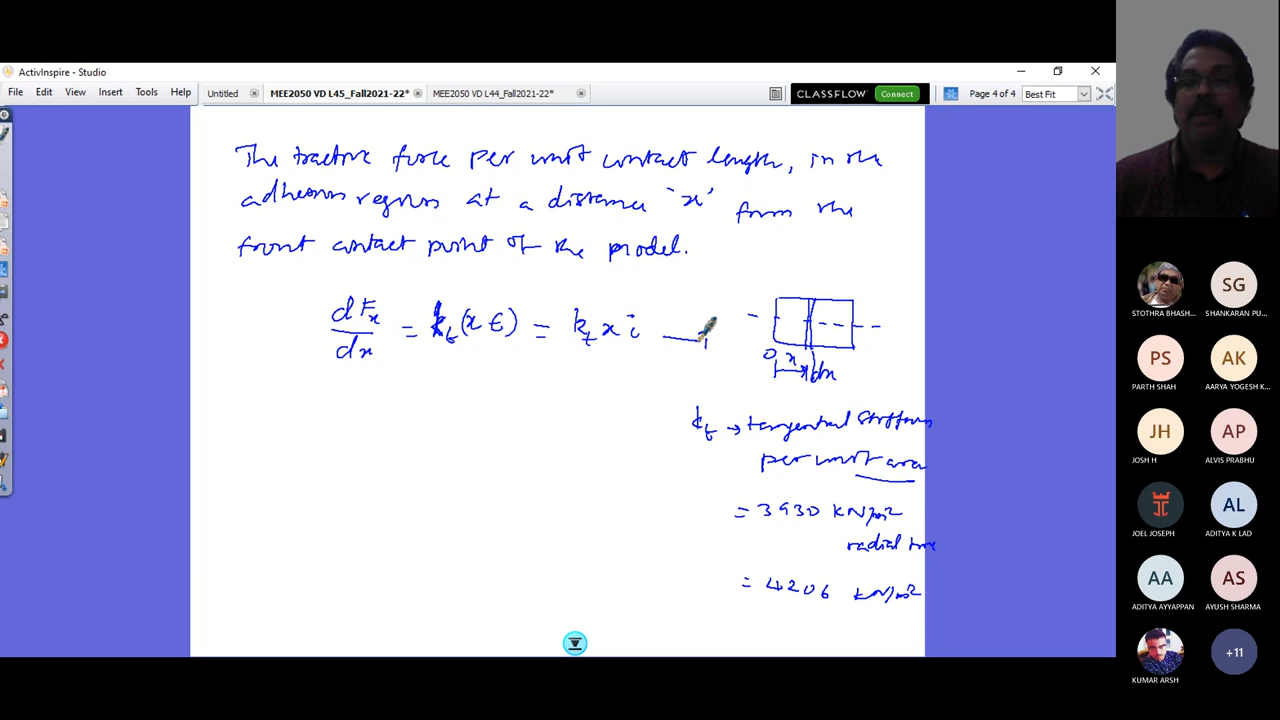 ActivInspire - Studio
File Edit View Insert Tools Help
Untitled
MEE2050 VD L45_Fall2021-22*
MEE2050 VD L44_Fall2021-22*
CLASSFLOW Connect
Page 4 of 4
Best Fit
The tractive force per unit contact length, in the
adhesion region at a distance 'x' from the
front contact point of the model.
dFx/dx = kt(x ε) = kt x i
0 x dx
kt → tangential stiffness
per unit area
= 3930 kN/m²
radial tire
= 4206 kN/m²
STOTHRA BHASH...
SG
SHANKARAN PU...
PS
PARTH SHAH
AK
AARYA YOGESH K...
JH
JOSH H
AP
ALVIS PRABHU
JOEL JOSEPH
AL
ADITYA K LAD
AA
ADITYA AYYAPPAN
AS
AYUSH SHARMA
KUMAR ARSH
+11